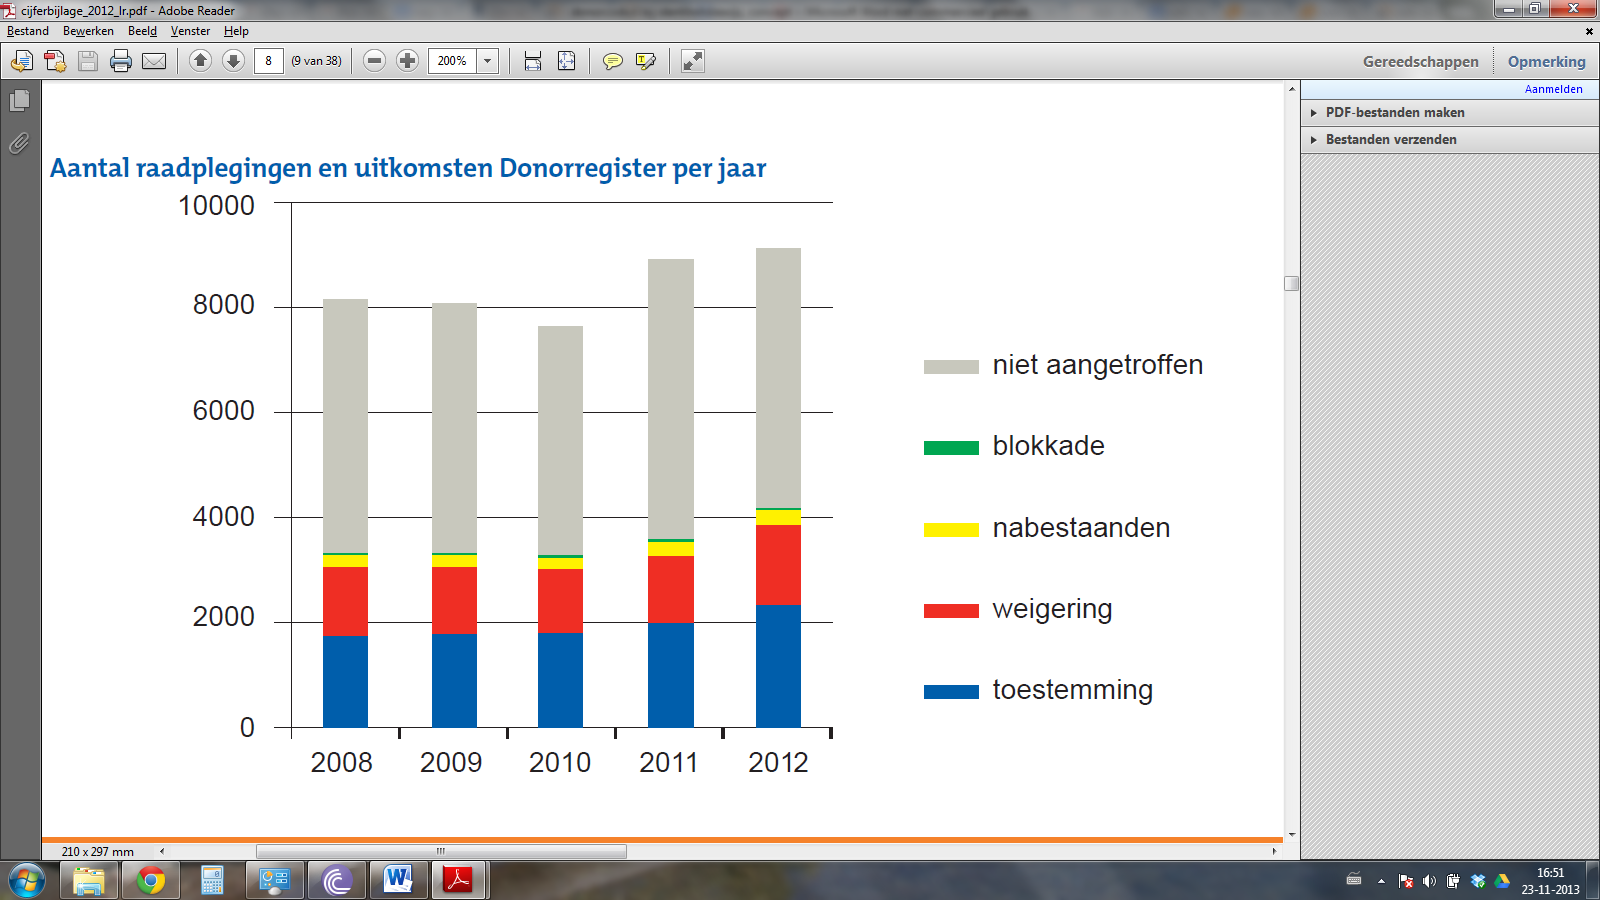 cijferbijlage_2012_lr.pdf - Adobe Reader
Bestand Bewerken Beeld Venster Help
8 (9 van 38) 200% Gereedschappen Opmerking
Aanmelden
PDF-bestanden maken
Bestanden verzenden
Aantal raadplegingen en uitkomsten Donorregister per jaar
10000
8000
6000
4000
2000
0
2008 2009 2010 2011 2012
niet aangetroffen
blokkade
nabestaanden
weigering
toestemming
210 x 297 mm
16:51
23-11-2013